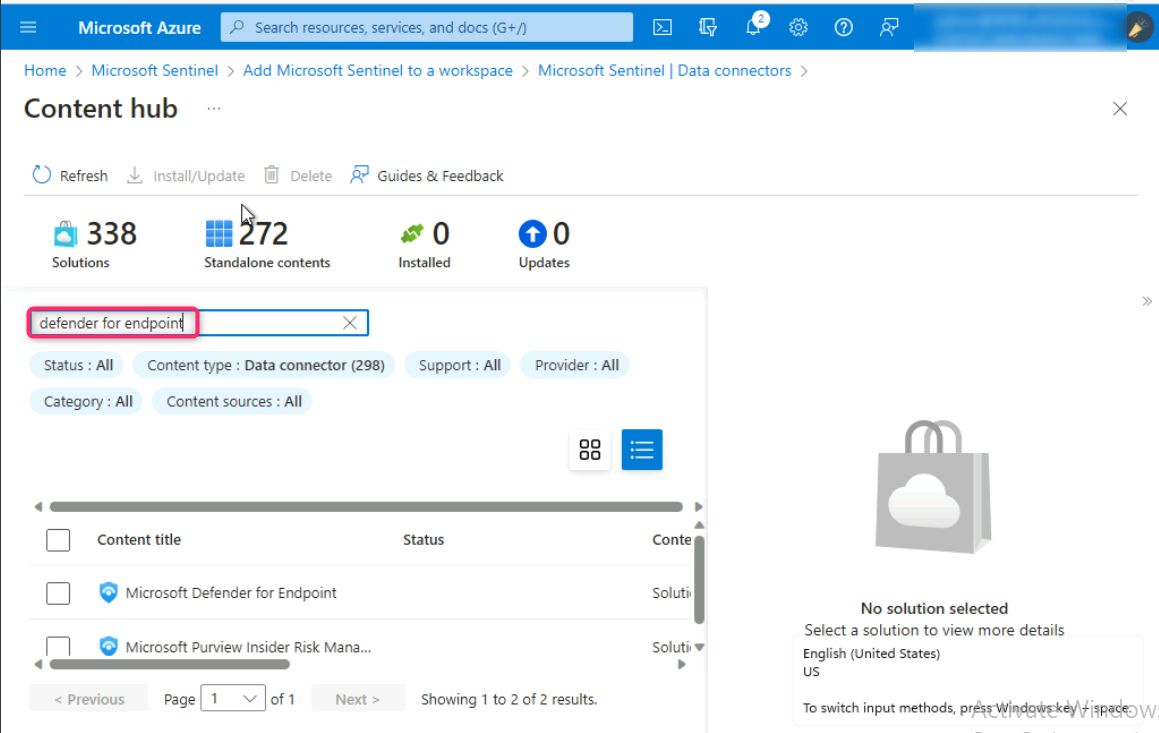 Microsoft Azure
Search resources, services, and docs (G+/)
2
Home > Microsoft Sentinel > Add Microsoft Sentinel to a workspace > Microsoft Sentinel | Data connectors >
Content hub ...
Refresh Install/Update Delete Guides & Feedback
338 272 0 0
Solutions Standalone contents Installed Updates
defender for endpoint
Status : All Content type : Data connector (298) Support : All Provider : All
Category : All Content sources : All
Content title Status Conte
Microsoft Defender for Endpoint Soluti
Microsoft Purview Insider Risk Mana... Soluti
< Previous Page 1 of 1 Next > Showing 1 to 2 of 2 results.
No solution selected
Select a solution to view more details
English (United States)
US
To switch input methods, press Windows key + space.
Activate Windows